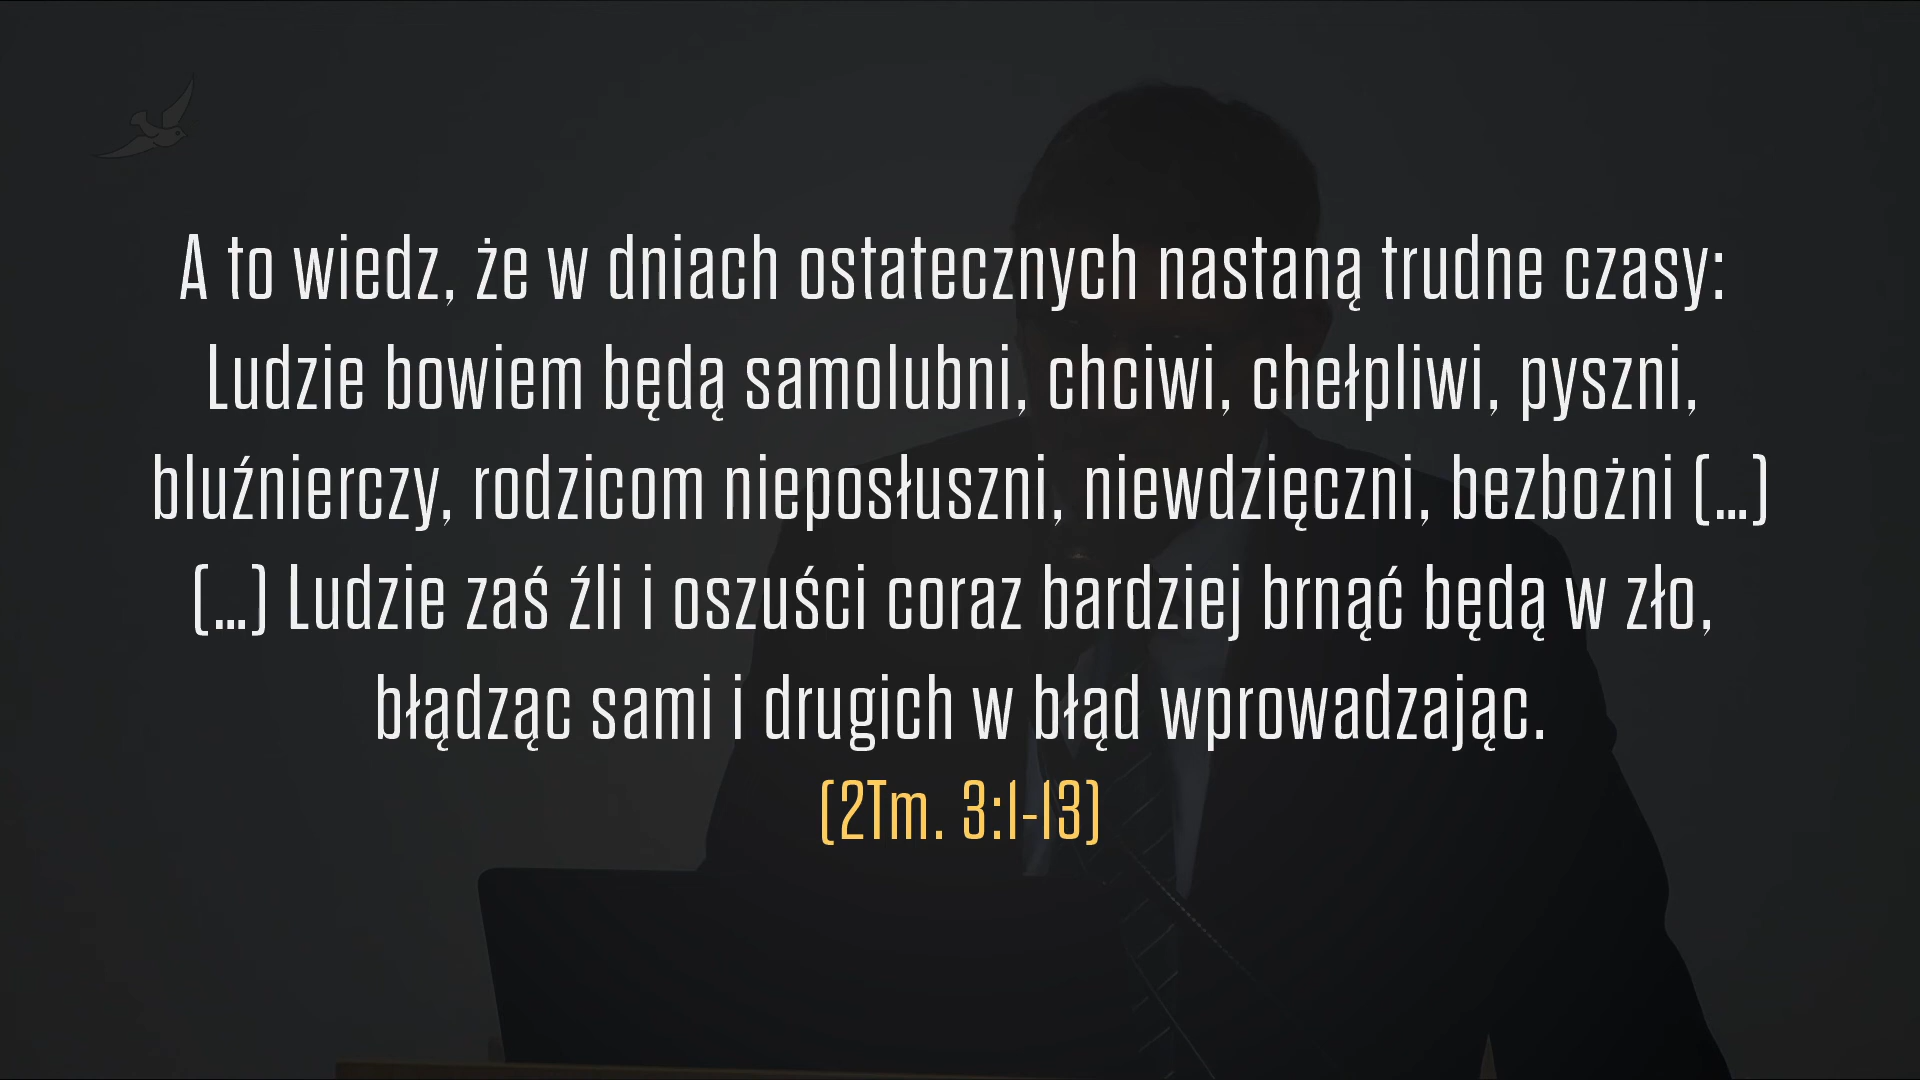 A to wiedz, że w dniach ostatecznych nastaną trudne czasy:
Ludzie bowiem będą samolubni, chciwi, chełpliwi, pyszni,
bluźnierczy, rodzicom nieposłuszni, niewdzięczni, bezbożni (...)
(...) Ludzie zaś źli i oszuści coraz bardziej brnąć będą w zło,
błądząc sami i drugich w błąd wprowadzając.
(2Tm. 3:1-13)